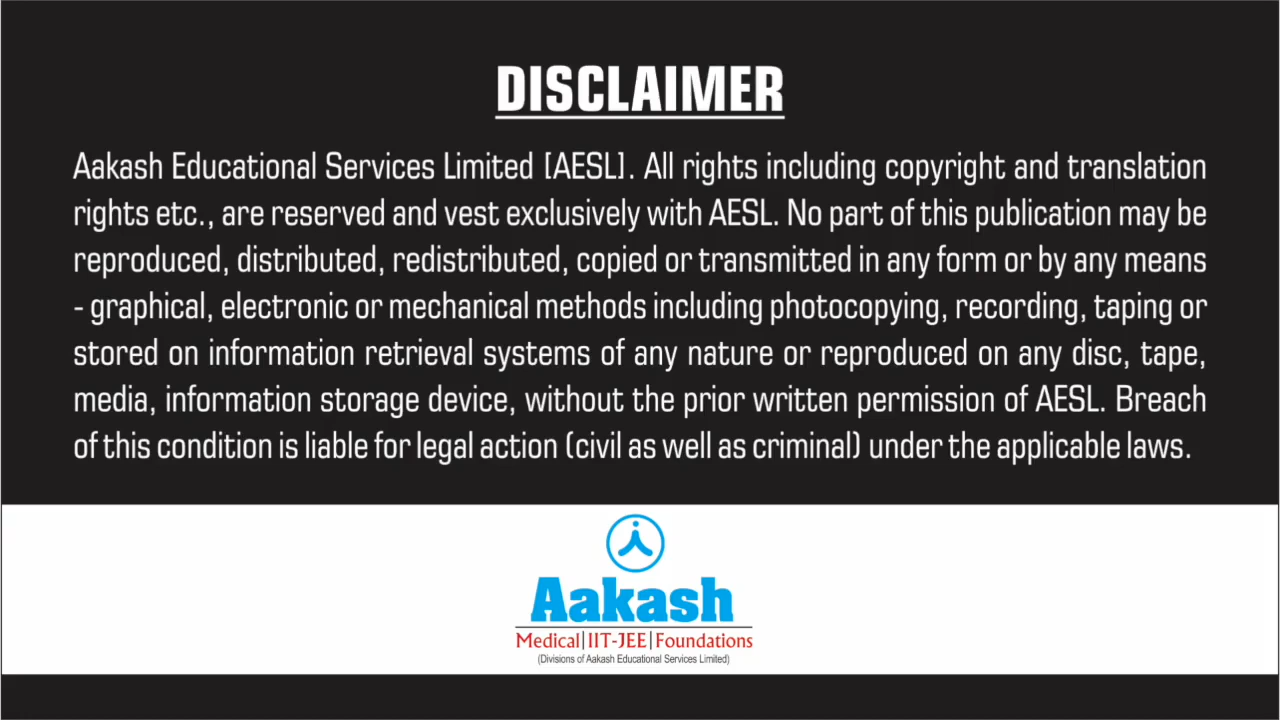 DISCLAIMER
Aakash Educational Services Limited [AESL]. All rights including copyright and translation
rights etc., are reserved and vest exclusively with AESL. No part of this publication may be
reproduced, distributed, redistributed, copied or transmitted in any form or by any means
- graphical, electronic or mechanical methods including photocopying, recording, taping or
stored on information retrieval systems of any nature or reproduced on any disc, tape,
media, information storage device, without the prior written permission of AESL. Breach
of this condition is liable for legal action (civil as well as criminal) under the applicable laws.
Aakash
Medical|IIT-JEE|Foundations
(Divisions of Aakash Educational Services Limited)